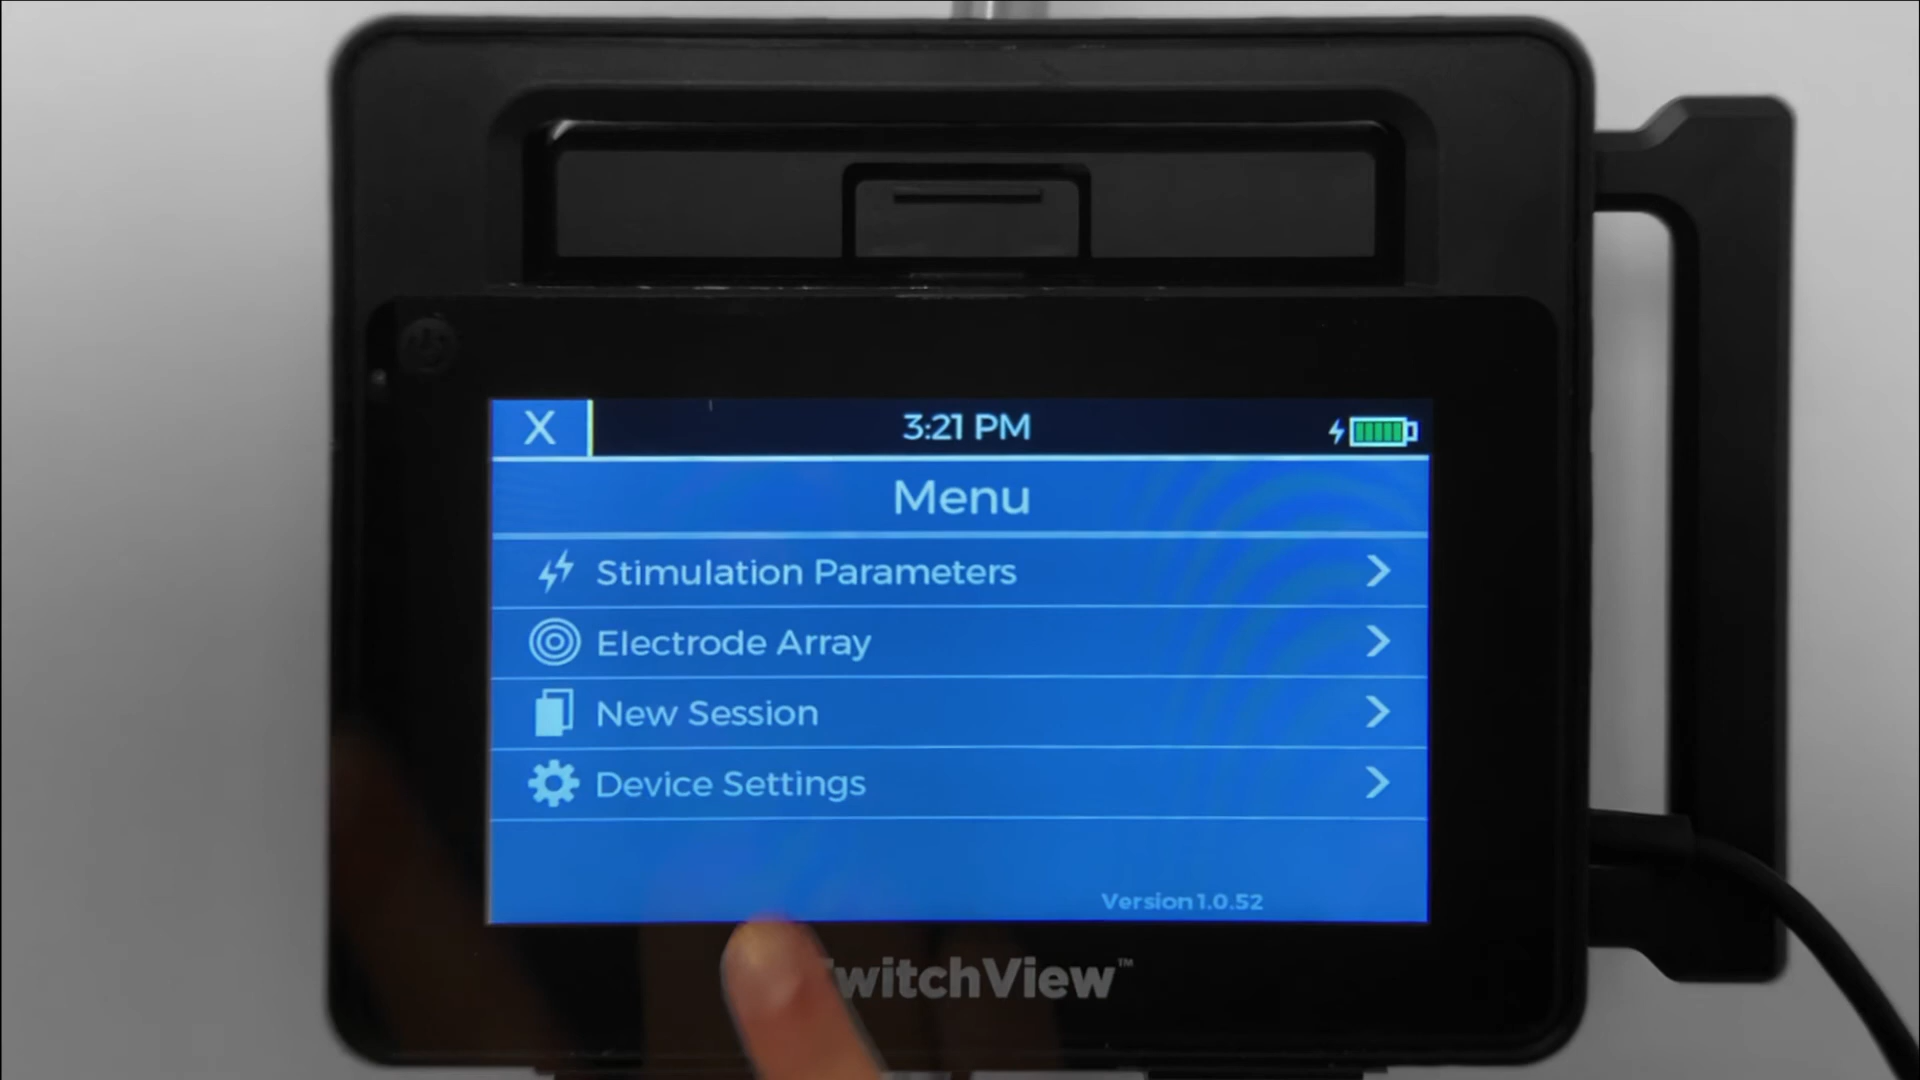 X
3:21 PM
Menu
Stimulation Parameters
Electrode Array
New Session
Device Settings
Version 1.0.52
witchView™